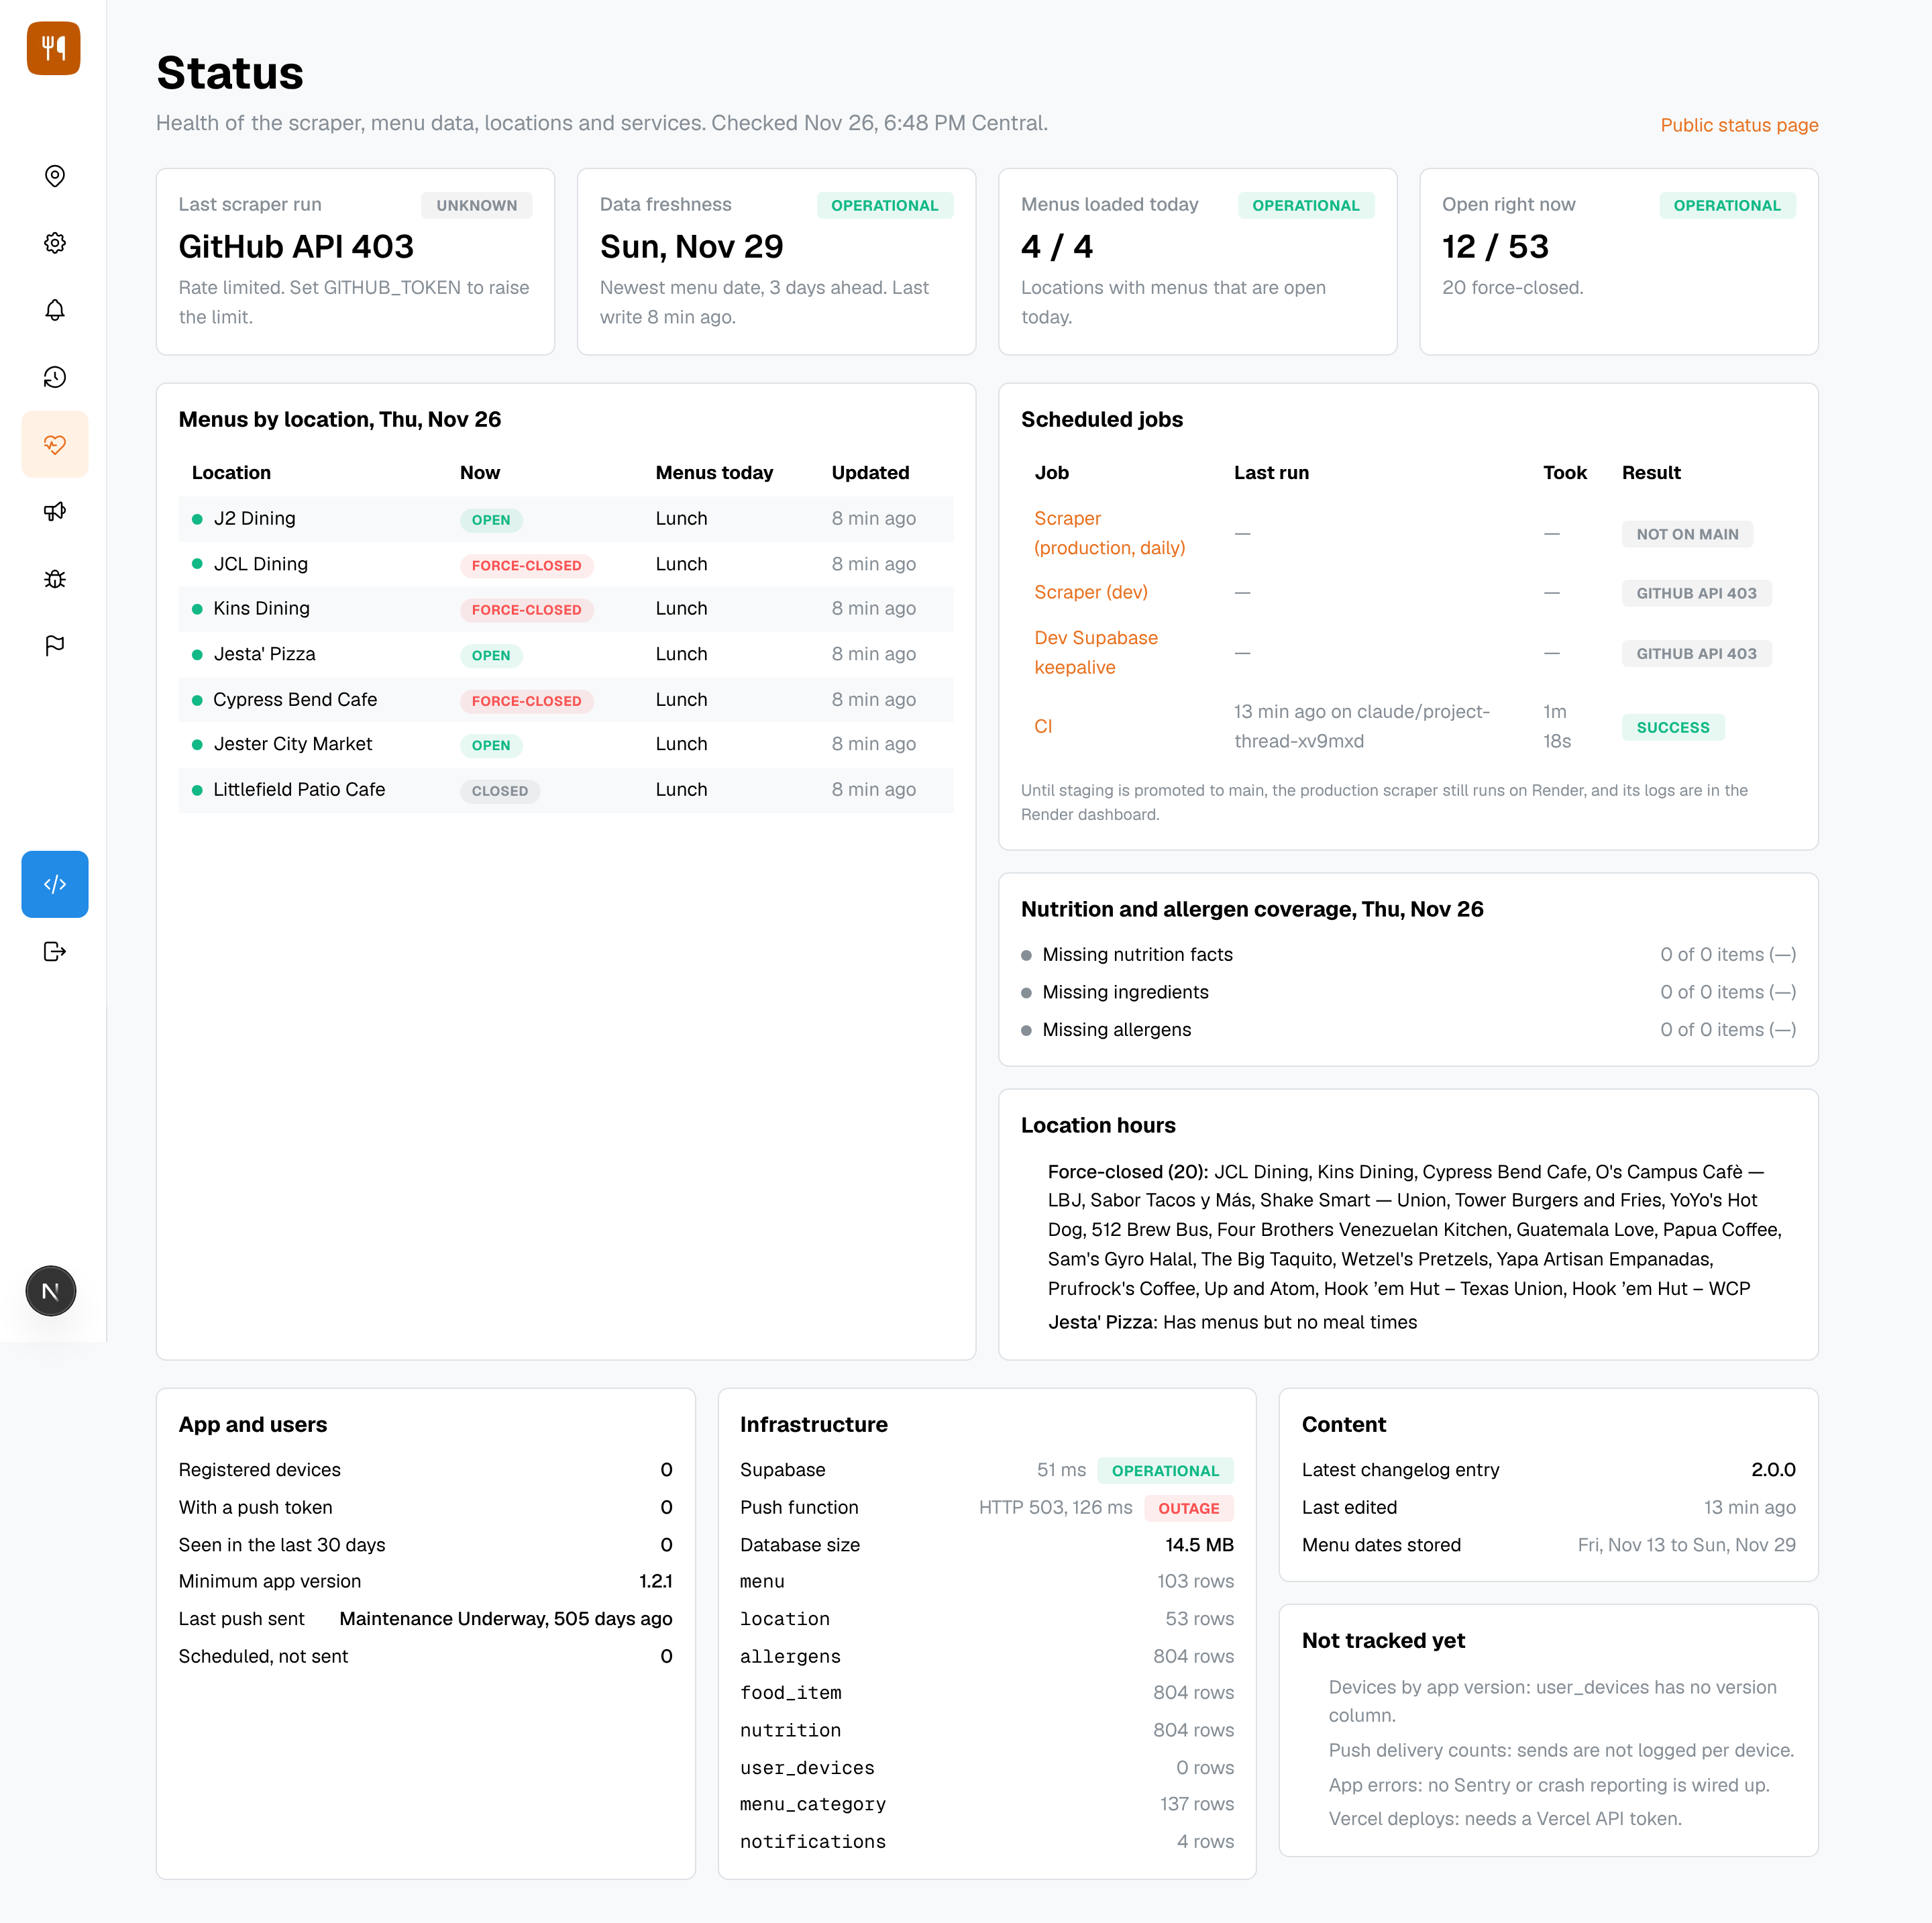 Status
Health of the scraper, menu data, locations and services. Checked Nov 26, 6:48 PM Central.
Public status page
Last scraper run
UNKNOWN
GitHub API 403
Rate limited. Set GITHUB_TOKEN to raise
the limit.
Data freshness
OPERATIONAL
Sun, Nov 29
Newest menu date, 3 days ahead. Last
write 8 min ago.
Menus loaded today
OPERATIONAL
4 / 4
Locations with menus that are open
today.
Open right now
OPERATIONAL
12 / 53
20 force-closed.
Menus by location, Thu, Nov 26
Location Now Menus today Updated
J2 Dining OPEN Lunch 8 min ago
JCL Dining FORCE-CLOSED Lunch 8 min ago
Kins Dining FORCE-CLOSED Lunch 8 min ago
Jesta' Pizza OPEN Lunch 8 min ago
Cypress Bend Cafe FORCE-CLOSED Lunch 8 min ago
Jester City Market OPEN Lunch 8 min ago
Littlefield Patio Cafe CLOSED Lunch 8 min ago
Scheduled jobs
Job Last run Took Result
Scraper
(production, daily)
— — NOT ON MAIN
Scraper (dev) — — GITHUB API 403
Dev Supabase
keepalive
— — GITHUB API 403
CI
13 min ago on claude/project-
thread-xv9mxd
1m
18s
SUCCESS
Until staging is promoted to main, the production scraper still runs on Render, and its logs are in the
Render dashboard.
Nutrition and allergen coverage, Thu, Nov 26
Missing nutrition facts 0 of 0 items (—)
Missing ingredients 0 of 0 items (—)
Missing allergens 0 of 0 items (—)
Location hours
Force-closed (20): JCL Dining, Kins Dining, Cypress Bend Cafe, O's Campus Cafè —
LBJ, Sabor Tacos y Más, Shake Smart — Union, Tower Burgers and Fries, YoYo's Hot
Dog, 512 Brew Bus, Four Brothers Venezuelan Kitchen, Guatemala Love, Papua Coffee,
Sam's Gyro Halal, The Big Taquito, Wetzel's Pretzels, Yapa Artisan Empanadas,
Prufrock's Coffee, Up and Atom, Hook ’em Hut – Texas Union, Hook ’em Hut – WCP
Jesta' Pizza: Has menus but no meal times
N
App and users
Registered devices 0
With a push token 0
Seen in the last 30 days 0
Minimum app version 1.2.1
Last push sent Maintenance Underway, 505 days ago
Scheduled, not sent 0
Infrastructure
Supabase 51 ms OPERATIONAL
Push function HTTP 503, 126 ms OUTAGE
Database size 14.5 MB
menu 103 rows
location 53 rows
allergens 804 rows
food_item 804 rows
nutrition 804 rows
user_devices 0 rows
menu_category 137 rows
notifications 4 rows
Content
Latest changelog entry 2.0.0
Last edited 13 min ago
Menu dates stored Fri, Nov 13 to Sun, Nov 29
Not tracked yet
Devices by app version: user_devices has no version
column.
Push delivery counts: sends are not logged per device.
App errors: no Sentry or crash reporting is wired up.
Vercel deploys: needs a Vercel API token.